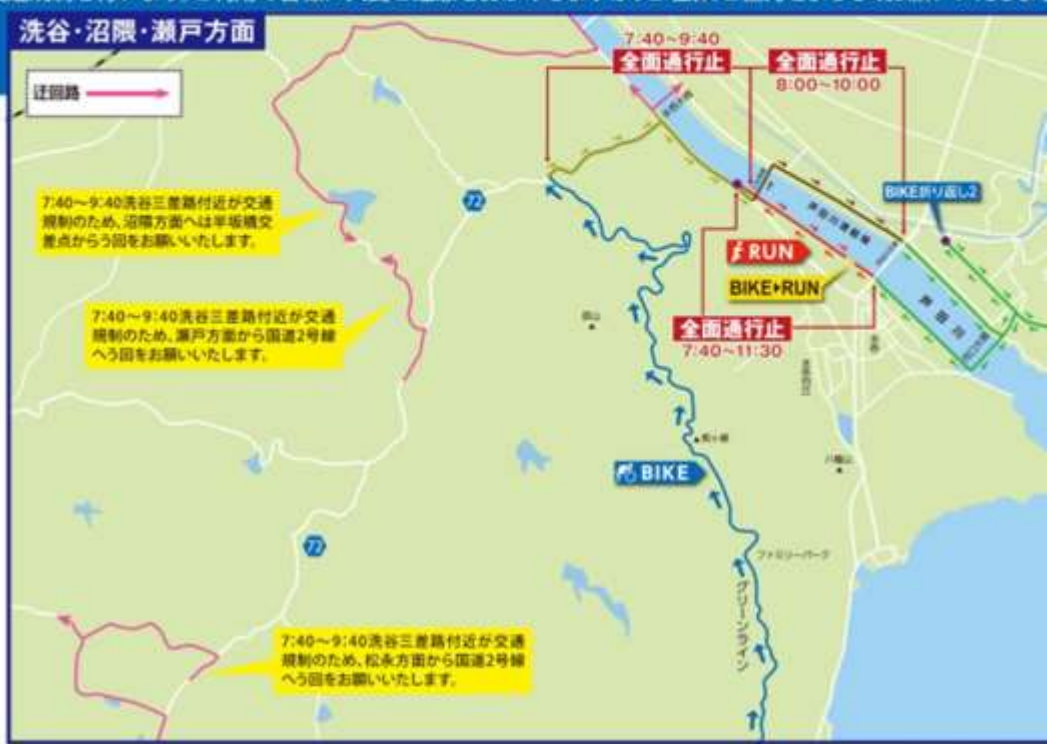 洗谷・沼隈・瀬戸方面
迂回路
7:40～9:40
全面通行止
全面通行止
8:00～10:00
72
7:40～9:40洗谷三差路付近が交通
規制のため、沼隈方面へは半坂橋交
差点からう回をお願いいたします。
BIKE折り返し2
RUN
BIKE▶RUN
7:40～9:40洗谷三差路付近が交通
規制のため、瀬戸方面から国道2号線
へう回をお願いいたします。
全面通行止
7:40～11:30
芦田川
BIKE
72
ファミリーパーク
グリーンライン
7:40～9:40洗谷三差路付近が交通
規制のため、松永方面から国道2号線
へう回をお願いいたします。